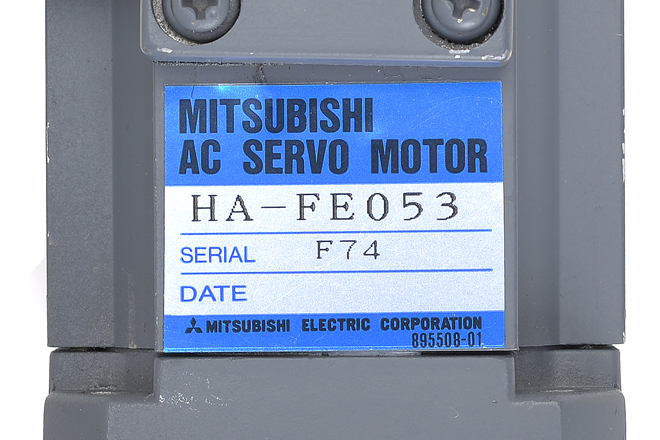 MITSUBISHI
AC SERVO MOTOR
HA-FE053
SERIAL F74
DATE
MITSUBISHI ELECTRIC CORPORATION
895508-01